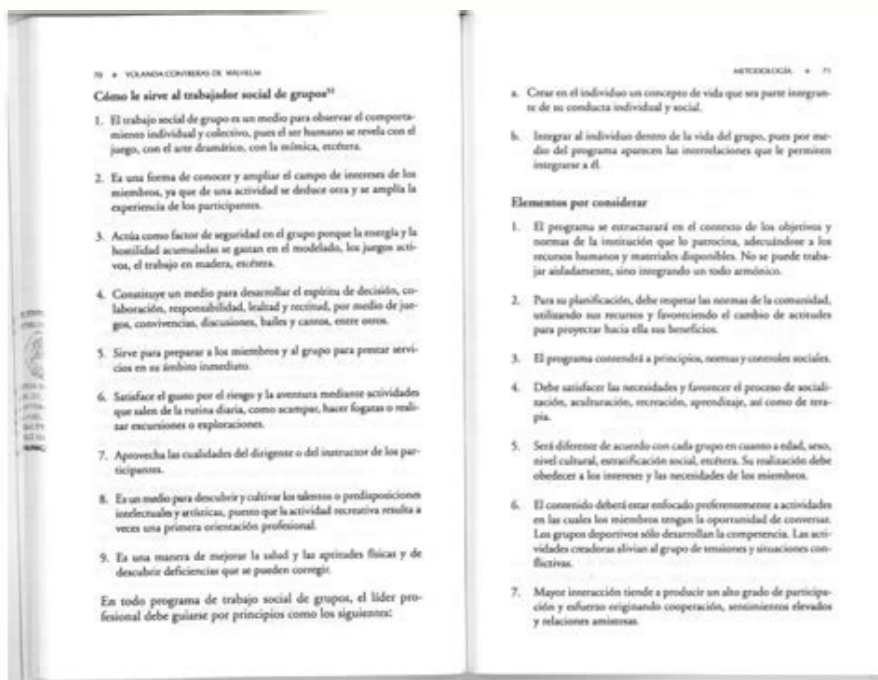 70 • YOLANDA CONTRERAS DE WILHELM
Cómo le sirve al trabajador social de grupos
1. El trabajo social de grupo es un medio para observar el comporta-
miento individual y colectivo, pues el ser humano se revela con el
juego, con el arte dramático, con la mímica, etcétera.
2. Es una forma de conocer y ampliar el campo de intereses de los
miembros, ya que de una actividad se deduce otra y se amplía la
experiencia de los participantes.
3. Actúa como factor de seguridad en el grupo porque la energía y la
hostilidad acumuladas se gastan en el modelado, los juegos acti-
vos, el trabajo en madera, etcétera.
4. Constituye un medio para desarrollar el espíritu de decisión, co-
laboración, responsabilidad, lealtad y rectitud, por medio de jue-
gos, convivencias, discusiones, bailes y cantos, entre otros.
5. Sirve para preparar a los miembros y al grupo para prestar servi-
cios en su ámbito inmediato.
6. Satisface el gusto por el riesgo y la aventura mediante actividades
que salen de la rutina diaria, como acampar, hacer fogatas o reali-
zar excursiones o exploraciones.
7. Aprovecha las cualidades del dirigente o del instructor de los par-
ticipantes.
8. Es un medio para descubrir y cultivar los talentos o predisposiciones
intelectuales y artísticas, puesto que la actividad recreativa resulta a
veces una primera orientación profesional.
9. Es una manera de mejorar la salud y las aptitudes físicas y de
descubrir deficiencias que se pueden corregir.
En todo programa de trabajo social de grupos, el líder pro-
fesional debe guiarse por principios como los siguientes:
METODOLOGÍA • 71
a. Crear en el individuo un concepto de vida que sea parte integran-
te de su conducta individual y social.
b. Integrar al individuo dentro de la vida del grupo, pues por me-
dio del programa aparecen las interrelaciones que le permiten
integrarse a él.
Elementos por considerar
1. El programa se estructurará en el contexto de los objetivos y
normas de la institución que lo patrocina, adecuándose a los
recursos humanos y materiales disponibles. No se puede traba-
jar aisladamente, sino integrando un todo armónico.
2. Para su planificación, debe respetar las normas de la comunidad,
utilizando sus recursos y favoreciendo el cambio de actitudes
para proyectar hacia ella sus beneficios.
3. El programa contendrá a principios, normas y controles sociales.
4. Debe satisfacer las necesidades y favorecer el proceso de sociali-
zación, aculturación, recreación, aprendizaje, así como de tera-
pia.
5. Será diferente de acuerdo con cada grupo en cuanto a edad, sexo,
nivel cultural, estratificación social, etcétera. Su realización debe
obedecer a los intereses y las necesidades de los miembros.
6. El contenido deberá estar enfocado preferentemente a actividades
en las cuales los miembros tengan la oportunidad de conversar.
Los grupos deportivos sólo desarrollan la competencia. Las acti-
vidades creadoras alivian al grupo de tensiones y situaciones con-
flictivas.
7. Mayor interacción tiende a producir un alto grado de participa-
ción y esfuerzo originando cooperación, sentimientos elevados
y relaciones amistosas.